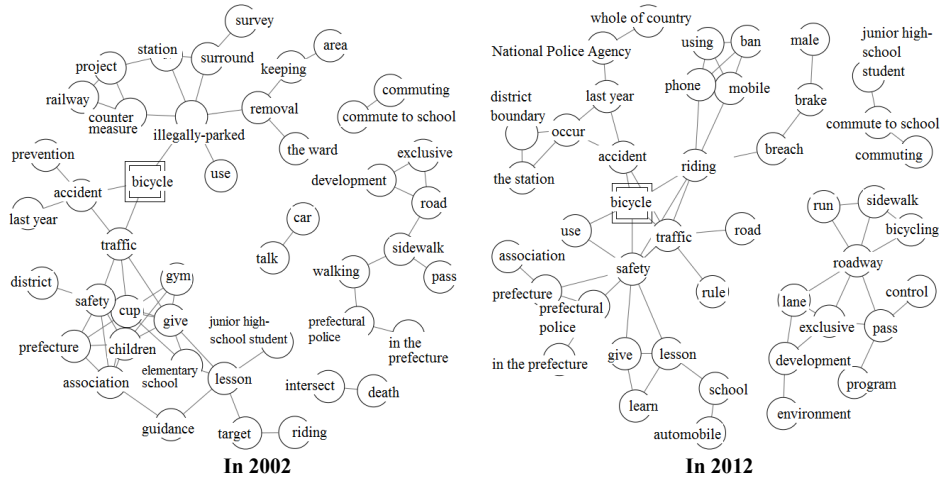 survey
station
surround
area
project
keeping
railway
counter
measure
illegally-parked
removal
commuting
commute to school
prevention
bicycle
use
the ward
exclusive
accident
development
last year
road
car
traffic
talk
sidewalk
walking
pass
district
gym
safety
cup
give
junior high-
school student
prefectural
police
in the
prefecture
prefecture
children
elementary
school
association
lesson
intersect
death
guidance
target
riding
In 2002
whole of country
using
ban
male
junior high-
school
student
National Police Agency
phone
mobile
district
boundary
last year
brake
occur
commute to school
accident
riding
breach
commuting
the station
bicycle
run
sidewalk
use
traffic
road
bicycling
association
safety
roadway
prefecture
prefectural
police
rule
lane
control
exclusive
pass
in the prefecture
give
lesson
development
school
program
learn
environment
automobile
In 2012